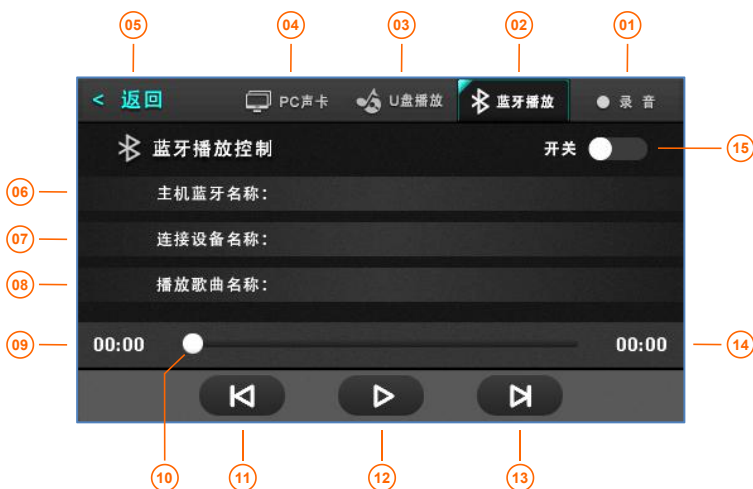 05 04 03 02 01
< 返回 PC声卡 U盘播放 蓝牙播放 录音
蓝牙播放控制 开关 15
06 主机蓝牙名称:
07 连接设备名称:
08 播放歌曲名称:
09 00:00 00:00 14
10 11 12 13